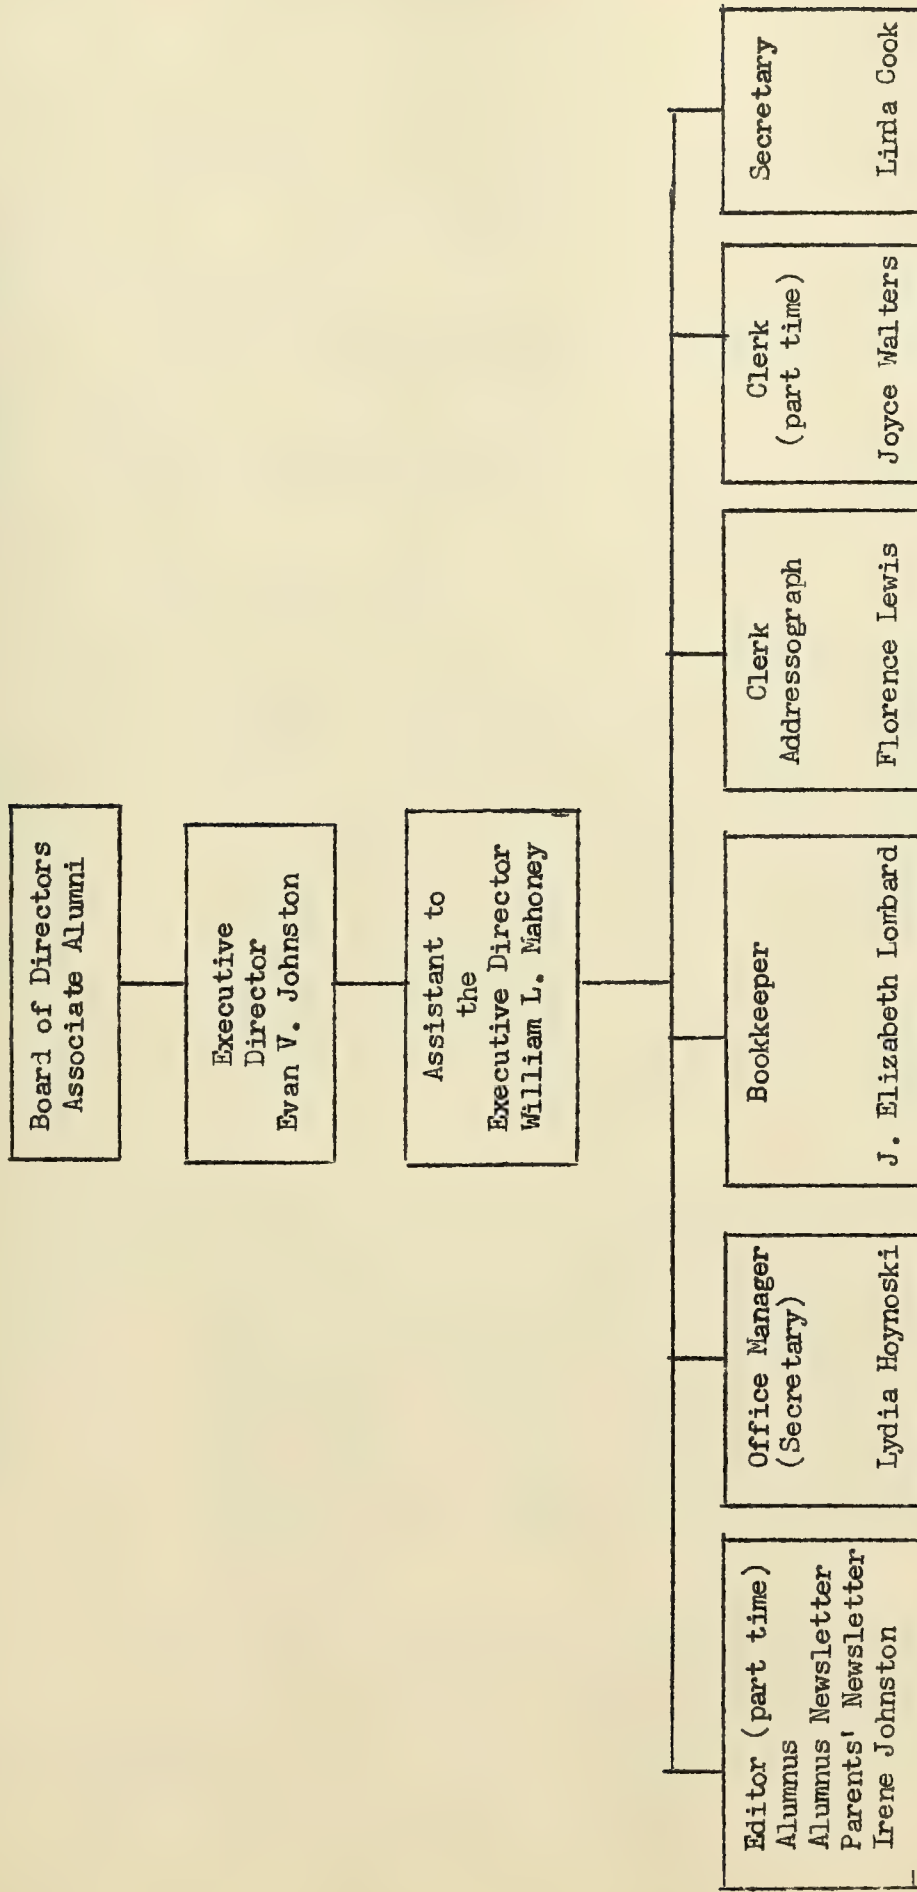 Board of Directors
Associate Alumni
Executive
Director
Evan V. Johnston
Assistant to
the
Executive Director
William L. Mahoney
Editor (part time)
Alumnus
Alumnus Newsletter
Parents' Newsletter
Irene Johnston
Office Manager
(Secretary)
Lydia Hoynoski
Bookkeeper
J. Elizabeth Lombard
Clerk
Addressograph
Florence Lewis
Clerk
(part time)
Joyce Walters
Secretary
Linda Cook